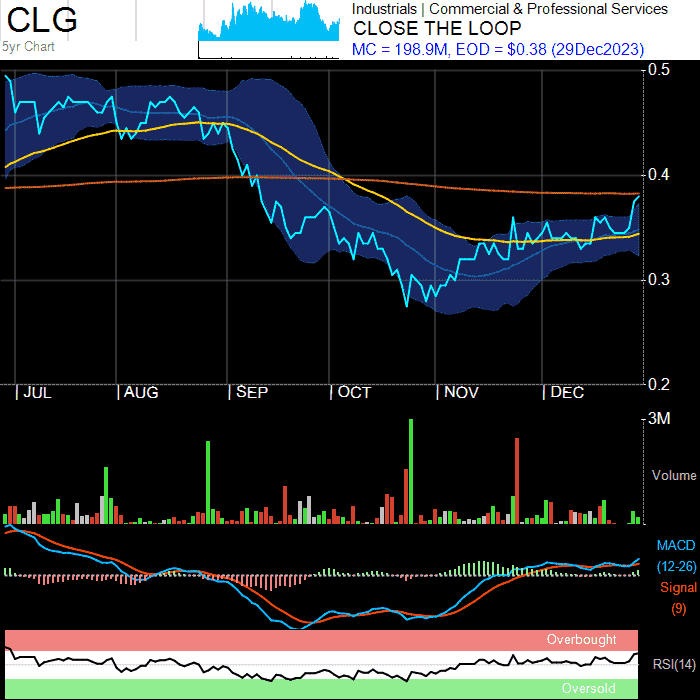 CLG
5yr Chart
Industrials | Commercial & Professional Services
CLOSE THE LOOP
MC = 198.9M, EOD = $0.38 (29Dec2023)
0.5
0.4
0.3
0.2
JUL
AUG
SEP
OCT
NOV
DEC
3M
Volume
MACD
(12-26)
Signal
(9)
Overbought
RSI(14)
Oversold